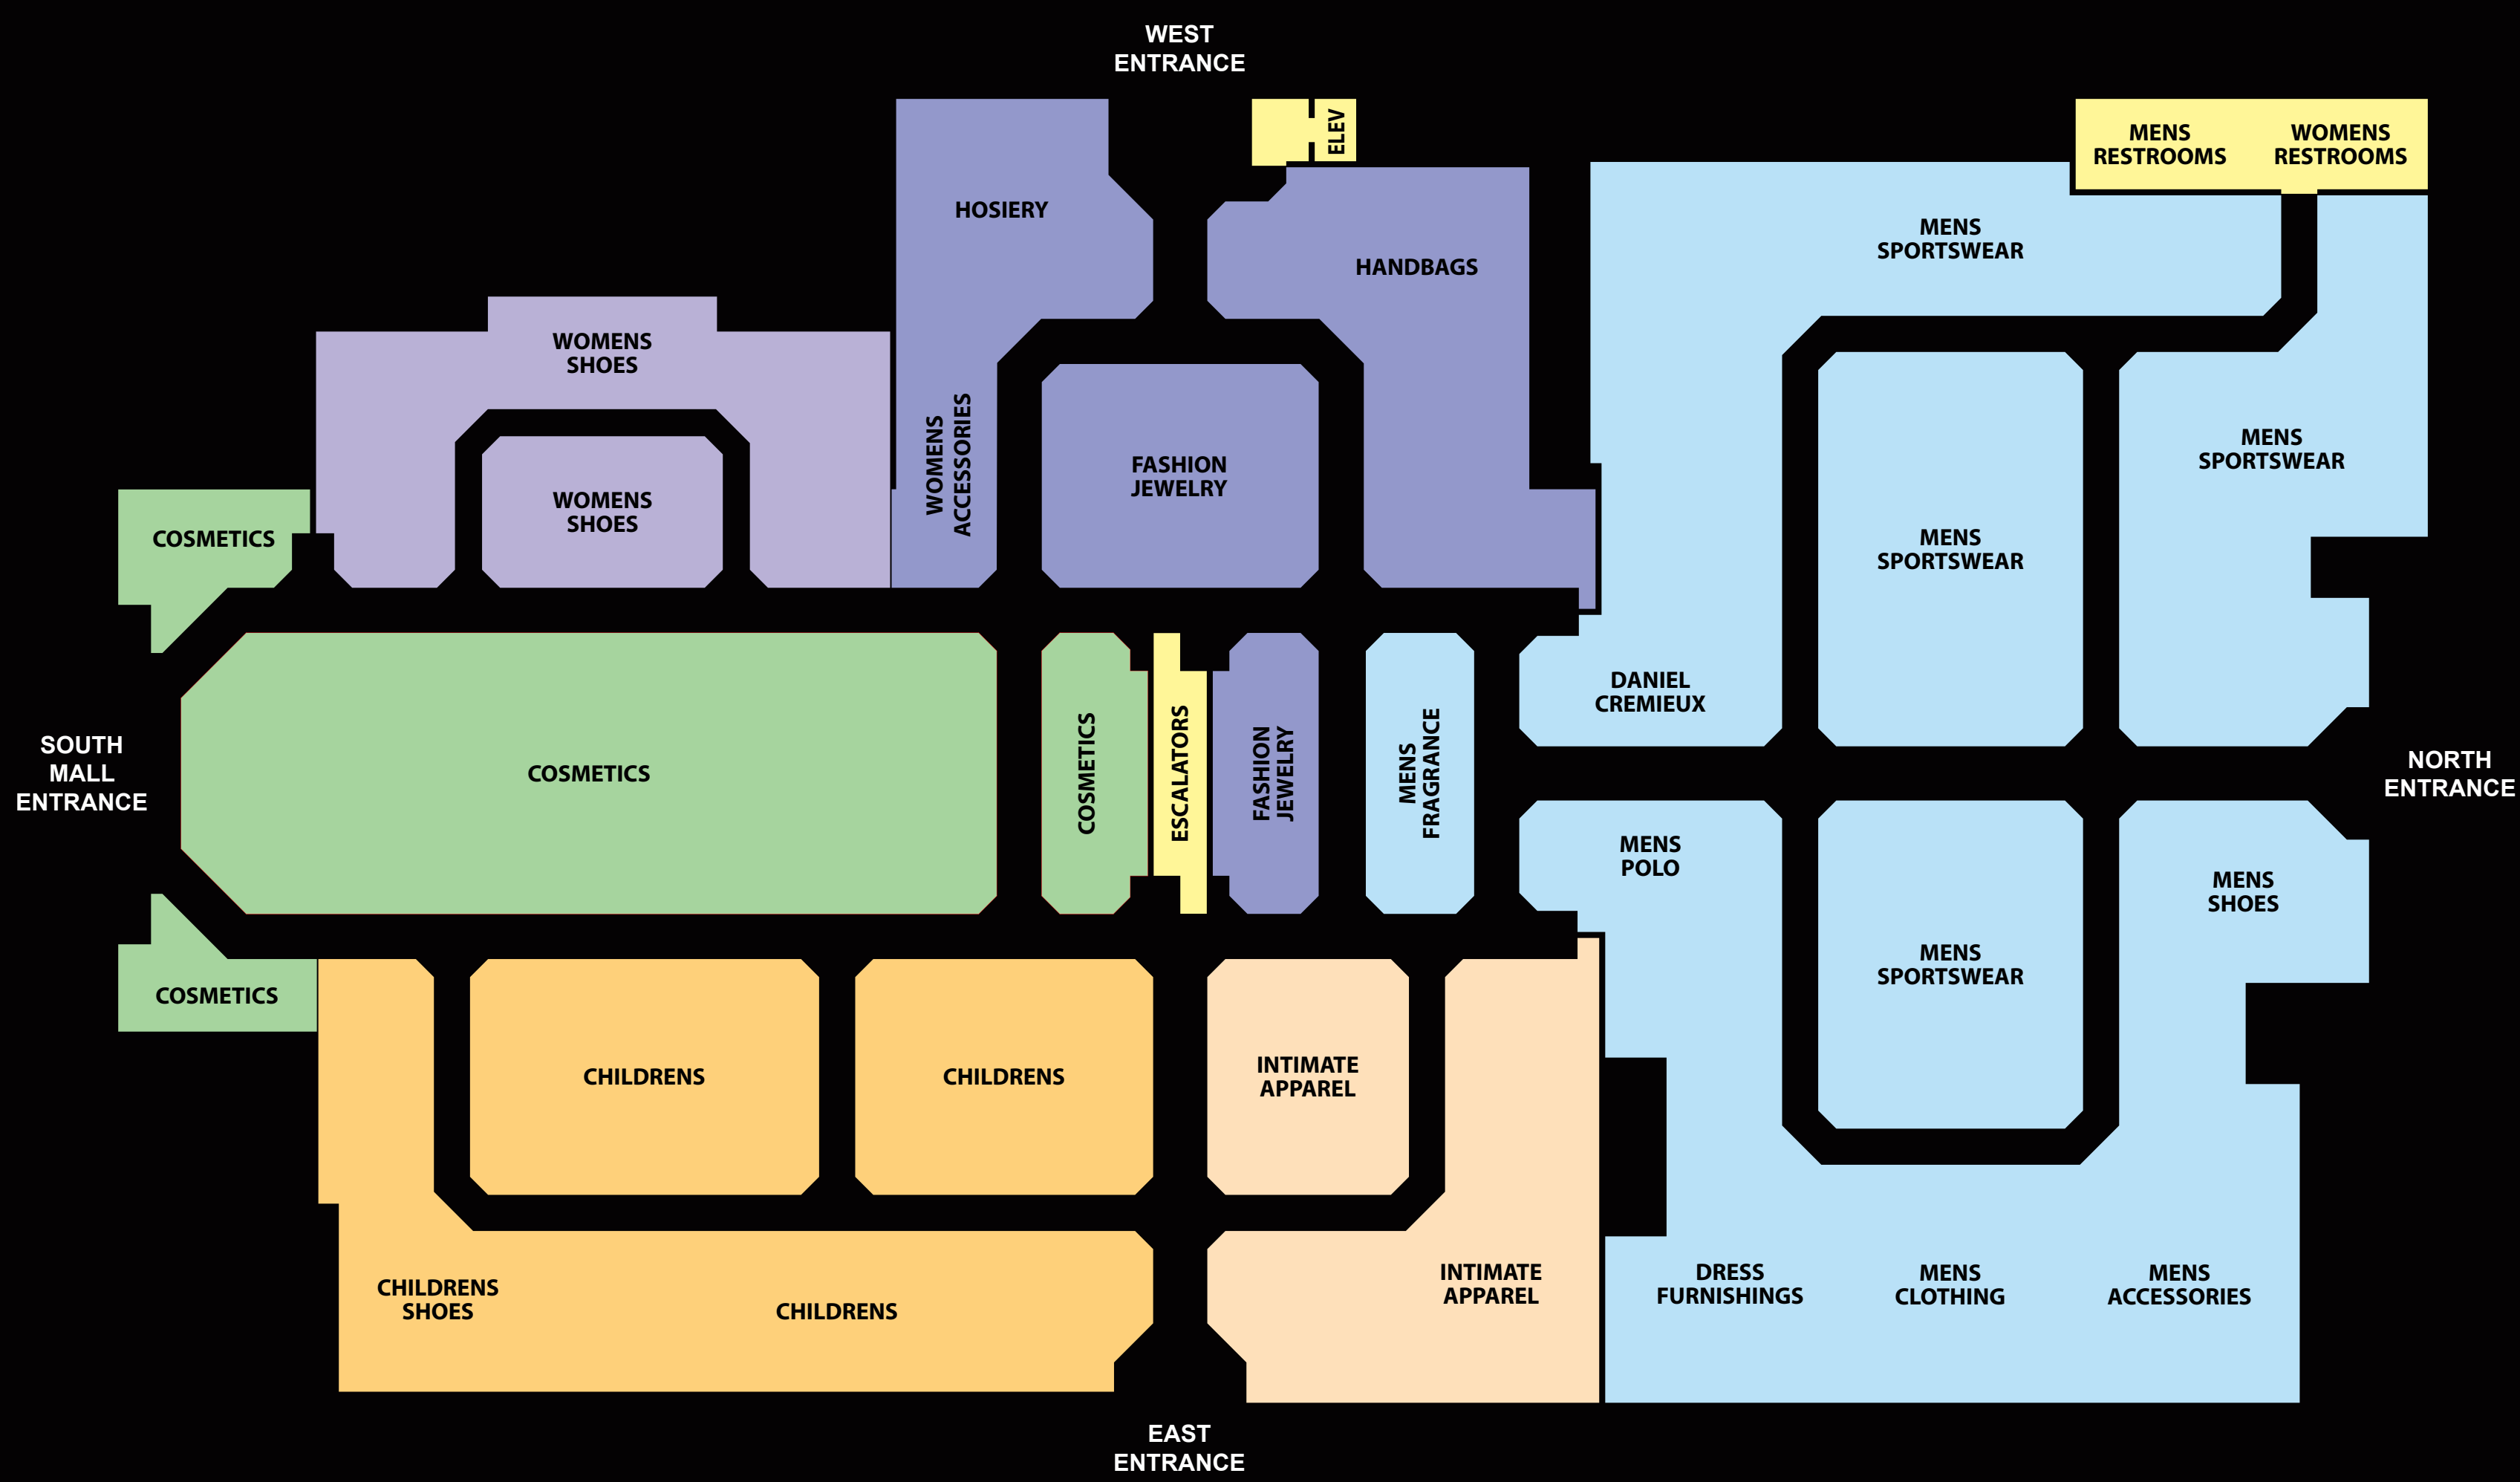 WEST
ENTRANCE
ELEV
MENS
RESTROOMS
WOMENS
RESTROOMS
HOSIERY
HANDBAGS
MENS
SPORTSWEAR
WOMENS
SHOES
WOMENS
ACCESSORIES
FASHION
JEWELRY
MENS
SPORTSWEAR
WOMENS
SHOES
COSMETICS
MENS
SPORTSWEAR
DANIEL
CREMIEUX
SOUTH
MALL
ENTRANCE
COSMETICS
COSMETICS
ESCALATORS
FASHION
JEWELRY
MENS
FRAGRANCE
NORTH
ENTRANCE
MENS
POLO
MENS
SHOES
MENS
SPORTSWEAR
COSMETICS
CHILDRENS
CHILDRENS
INTIMATE
APPAREL
CHILDRENS
SHOES
CHILDRENS
INTIMATE
APPAREL
DRESS
FURNISHINGS
MENS
CLOTHING
MENS
ACCESSORIES
EAST
ENTRANCE